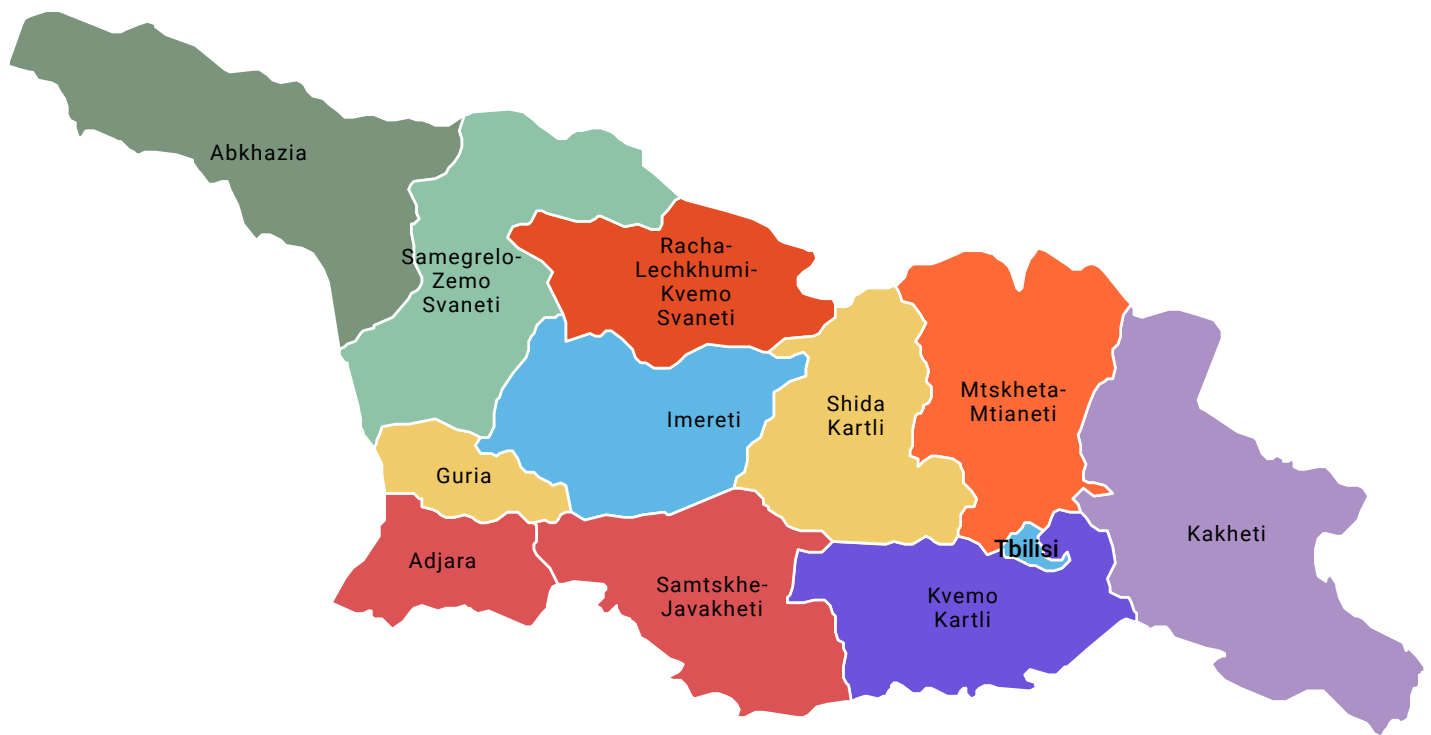 Abkhazia
Samegrelo-
Zemo
Svaneti
Racha-
Lechkhumi-
Kvemo
Svaneti
Imereti
Shida
Kartli
Mtskheta-
Mtianeti
Guria
Adjara
Samtskhe-
Javakheti
Tbilisi
Kvemo
Kartli
Kakheti